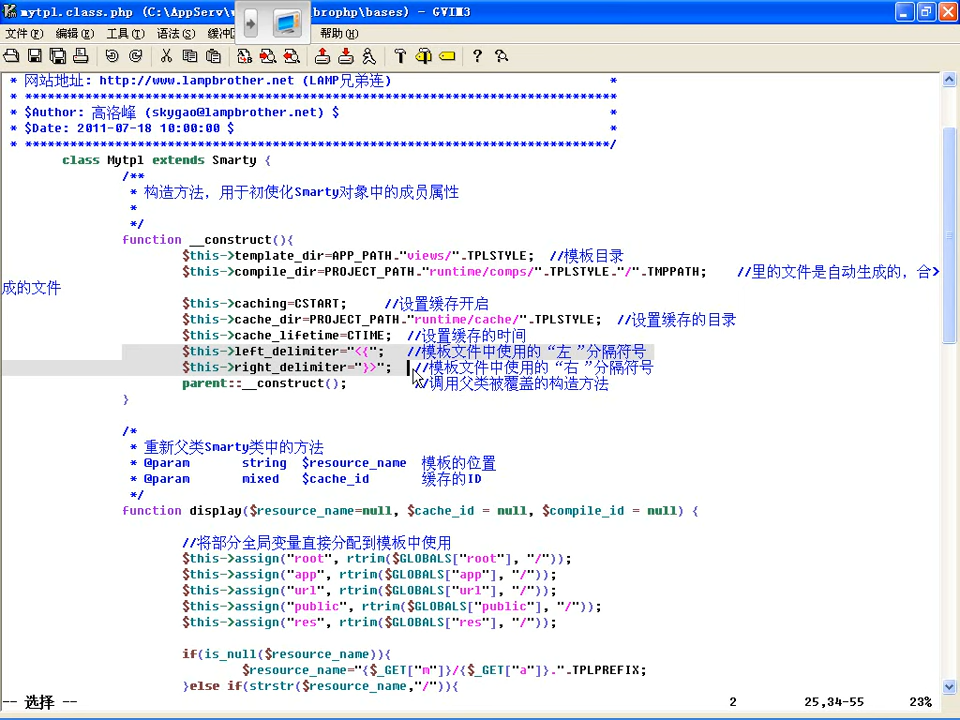 mytpl.class.php (C:\AppServ\w brophp\bases) - GVIM3
文件(F) 编辑(E) 工具(T) 语法(S) 缓冲 帮助(H)
* 网站地址: http://www.lampbrother.net (LAMP兄弟连) *
* *******************************************************************************
* $Author: 高洛峰 (skygao@lampbrother.net) $ *
* $Date: 2011-07-18 10:00:00 $ *
* ******************************************************************************/
class Mytpl extends Smarty {
/**
* 构造方法，用于初使化Smarty对象中的成员属性
*
*/
function __construct(){
$this->template_dir=APP_PATH."views/".TPLSTYLE; //模板目录
$this->compile_dir=PROJECT_PATH."runtime/comps/".TPLSTYLE."/".TMPPATH; //里的文件是自动生成的，合>
成的文件
$this->caching=CSTART; //设置缓存开启
$this->cache_dir=PROJECT_PATH."runtime/cache/".TPLSTYLE; //设置缓存的目录
$this->cache_lifetime=CTIME; //设置缓存的时间
$this->left_delimiter="<{"; //模板文件中使用的“左”分隔符号
$this->right_delimiter="}>"; //模板文件中使用的“右”分隔符号
parent::__construct(); //调用父类被覆盖的构造方法
}
/*
* 重新父类Smarty类中的方法
* @param string $resource_name 模板的位置
* @param mixed $cache_id 缓存的ID
*/
function display($resource_name=null, $cache_id = null, $compile_id = null) {
//将部分全局变量直接分配到模板中使用
$this->assign("root", rtrim($GLOBALS["root"], "/"));
$this->assign("app", rtrim($GLOBALS["app"], "/"));
$this->assign("url", rtrim($GLOBALS["url"], "/"));
$this->assign("public", rtrim($GLOBALS["public"], "/"));
$this->assign("res", rtrim($GLOBALS["res"], "/"));
if(is_null($resource_name)){
$resource_name="{$_GET["m"]}/{$_GET["a"]}.".TPLPREFIX;
}else if(strstr($resource_name,"/")){
-- 选择 -- 2 25,34-55 23%